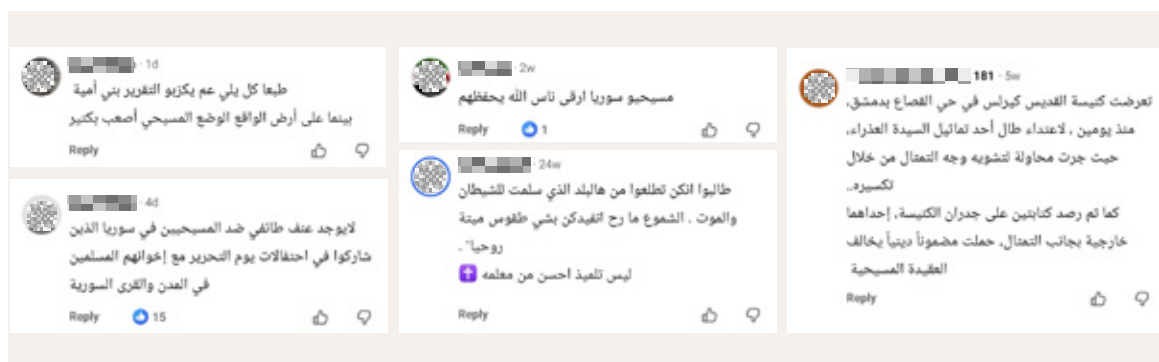 1d
طبعا كل يلي عم يكزبو التقرير بني أمية
بينما على أرض الواقع الوضع المسيحي أصعب بكتير
Reply
4d
لايوجد عنف طائفي ضد المسيحيين في سوريا الذين
شاركوا في احتفالات يوم التحرير مع إخوانهم المسلمين
في المدن والقرى السورية
Reply 15
2w
مسيحيو سوريا ارقى ناس الله يحفظهم
Reply 1
24w
طالبوا انكن تطلعوا من هالبلد الذي سلمت للشيطان
والموت . الشموع ما رح اتفيدكن بشي طقوس ميتة
روحيا" .
ليس تلميذ احسن من معلمه ✝️
Reply
181 · 5w
تعرضت كنيسة القديس كيرلس في حي القصاع بدمشق،
منذ يومين ، لاعتداء طال أحد تماثيل السيدة العذراء،
حيث جرت محاولة لتشويه وجه التمتال من خلال
تكسيره..
كما تم رصد كتابتين على جدران الكنيسة، إحداهما
خارجية بجانب التمتال، حملت مضموناً دينياً يخالف
العقيدة المسيحية
Reply